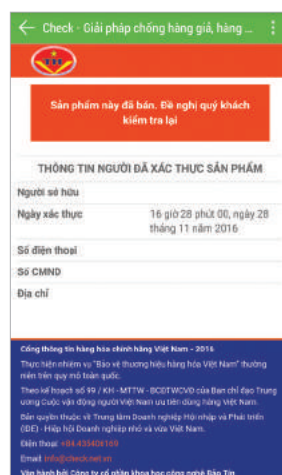 Check - Giải pháp chống hàng giả, hàng ...
Sản phẩm này đã bán. Đề nghị quý khách
kiểm tra lại
THÔNG TIN NGƯỜI ĐÃ XÁC THỰC SẢN PHẨM
Người sở hữu
Ngày xác thực
16 giờ 28 phút 00, ngày 28
tháng 11 năm 2016
Số điện thoại
Số CMND
Địa chỉ
Cổng thông tin hàng hóa chính hãng Việt Nam - 2016
Thực hiện nhiệm vụ "Bảo vệ thương hiệu hàng hóa Việt Nam" thường
niên trên quy mô toàn quốc.
Theo kế hoạch số 99 / KH - MTTW - BCĐTWCVĐ của Ban chỉ đạo Trung
ương Cuộc vận động người Việt Nam ưu tiên dùng hàng Việt Nam.
Bản quyền thuộc về Trung tâm Doanh nghiệp Hội nhập và Phát triển
(IDE) - Hiệp hội Doanh nghiệp nhỏ và vừa Việt Nam.
Điện thoại: +84 435406169
Email: info@check.net.vn
Vận hành bởi Công ty cổ phần khoa học công nghệ Bảo Tín